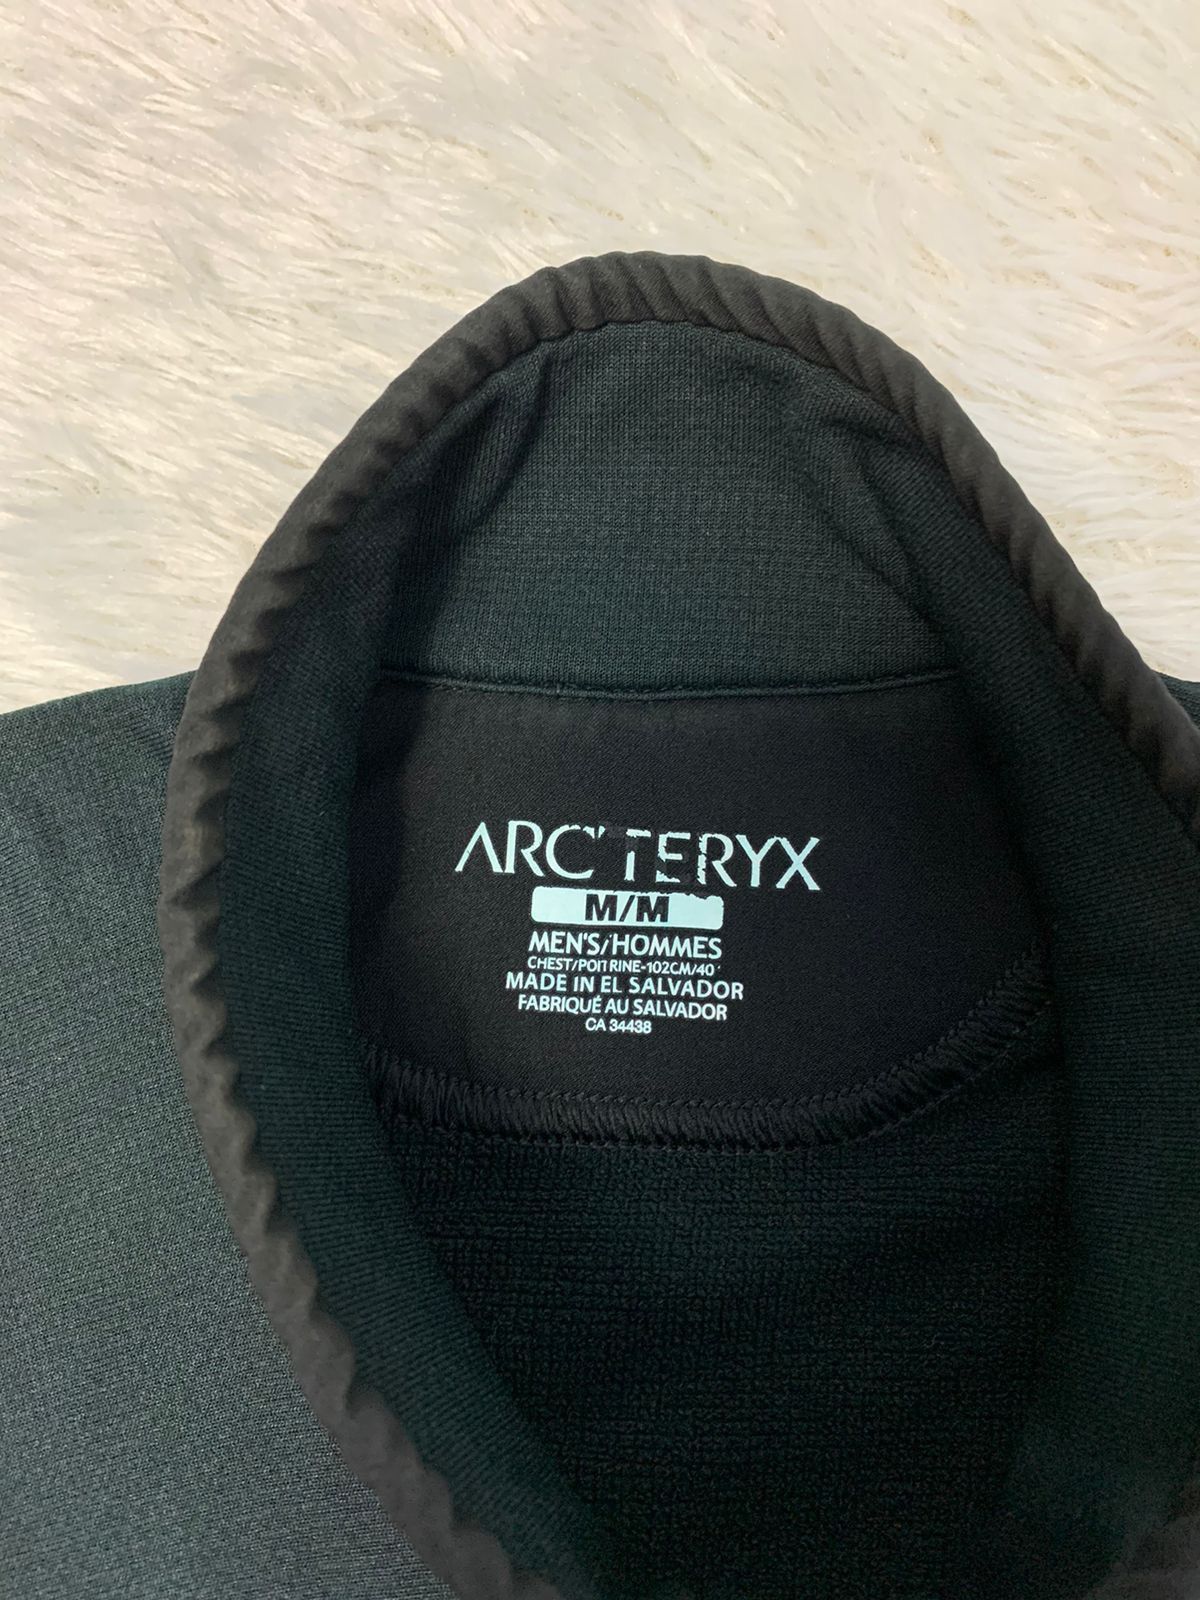 ARC'TERYX
M/M
MEN'S/HOMMES
CHEST/POITRINE-102CM/40"
MADE IN EL SALVADOR
FABRIQUÉ AU SALVADOR
CA 34438